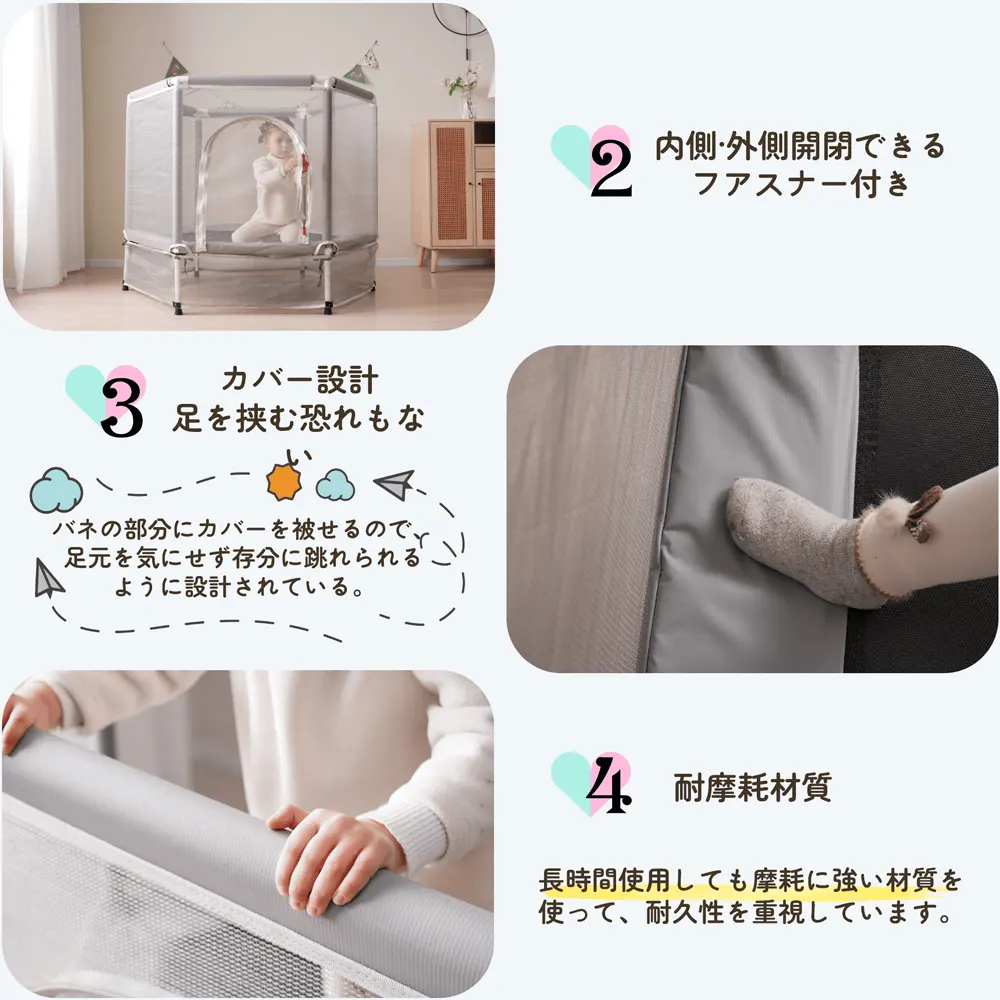 2
内側·外側開閉できる
フアスナー付き
3
カバー設計
足を挟む恐れもな
い
バネの部分にカバーを被せるので、
足元を気にせず存分に跳れられる
ように設計されている。
4
耐摩耗材質
長時間使用しても摩耗に強い材質を
使って、耐久性を重視しています。